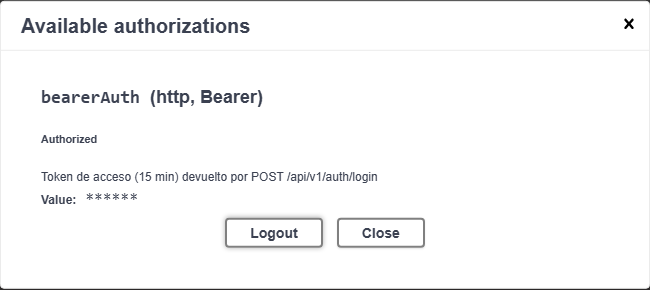 Available authorizations
bearerAuth (http, Bearer)
Authorized
Token de acceso (15 min) devuelto por POST /api/v1/auth/login
Value: ******
Logout Close